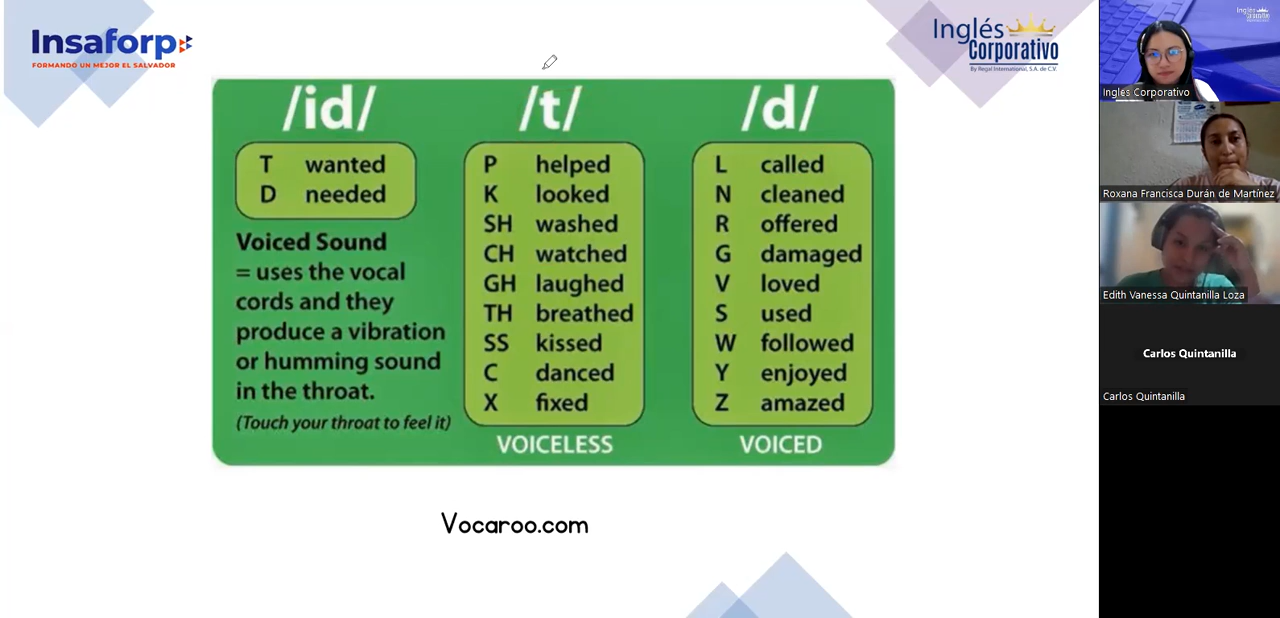 Insaforp
FORMANDO UN MEJOR EL SALVADOR
Inglés
Corporativo
By Regal International, S.A. de C.V.
/id/
T wanted
D needed
Voiced Sound
= uses the vocal
cords and they
produce a vibration
or humming sound
in the throat.
(Touch your throat to feel it)
/t/
P helped
K looked
SH washed
CH watched
GH laughed
TH breathed
SS kissed
C danced
X fixed
VOICELESS
/d/
L called
N cleaned
R offered
G damaged
V loved
S used
W followed
Y enjoyed
Z amazed
VOICED
Vocaroo.com
Inglés
Inglés Corporativo
Roxana Francisca Durán de Martínez
Edith Vanessa Quintanilla Loza
Carlos Quintanilla
Carlos Quintanilla